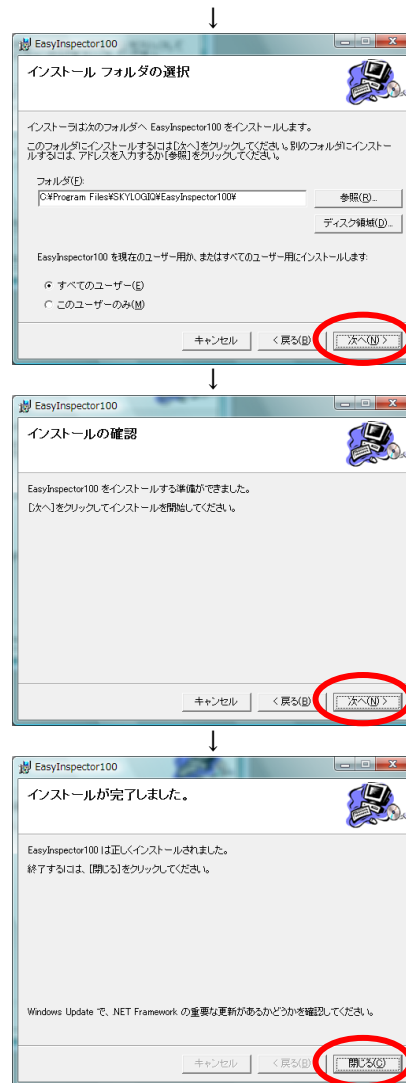 ↓
EasyInspector100
インストール フォルダの選択
インストーラは次のフォルダへ EasyInspector100 をインストールします。
このフォルダにインストールするには[次へ]をクリックしてください。別のフォルダにインストー
ルするには、アドレスを入力するか[参照]をクリックしてください。
フォルダ(F):
C:¥Program Files¥SKYLOGIQ¥EasyInspector100¥
参照(R)...
ディスク領域(D)...
EasyInspector100 を現在のユーザー用か、またはすべてのユーザー用にインストールします:
すべてのユーザー(E)
このユーザーのみ(M)
キャンセル
< 戻る(B)
次へ(N) >
↓
EasyInspector100
インストールの確認
EasyInspector100 をインストールする準備ができました。
[次へ]をクリックしてインストールを開始してください。
キャンセル
< 戻る(B)
次へ(N) >
↓
EasyInspector100
インストールが完了しました。
EasyInspector100 は正しくインストールされました。
終了するには、[閉じる]をクリックしてください。
Windows Update で、.NET Framework の重要な更新があるかどうかを確認してください。
キャンセル
< 戻る(B)
閉じる(C)